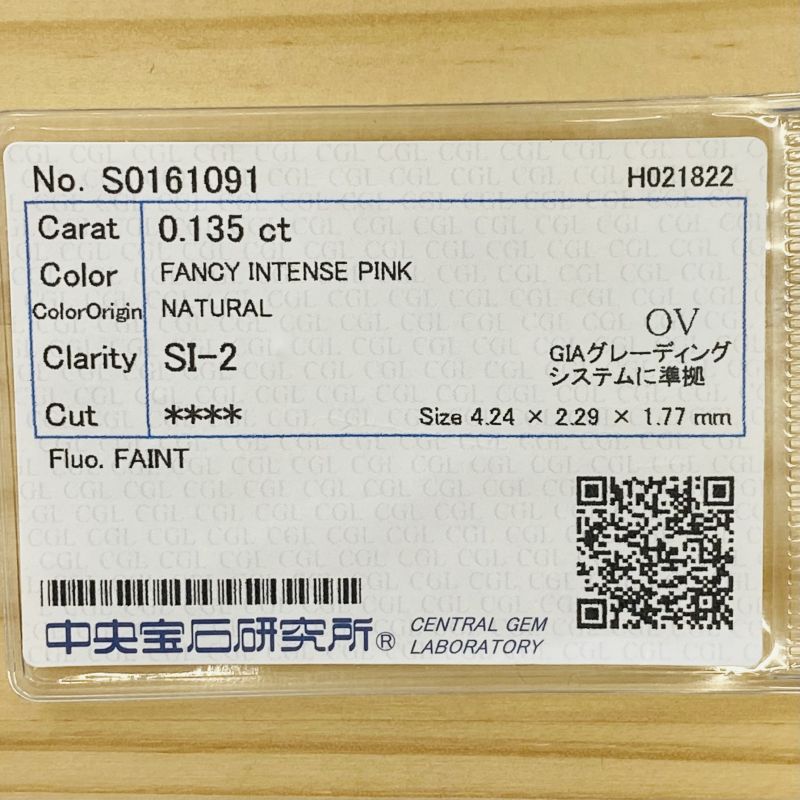 No. S0161091 H021822
Carat 0.135 ct
Color FANCY INTENSE PINK
ColorOrigin NATURAL
OV
Clarity SI-2
GIAグレーディング
システムに準拠
Cut **** Size 4.24 × 2.29 × 1.77 mm
Fluo. FAINT
中央宝石研究所® CENTRAL GEM
LABORATORY